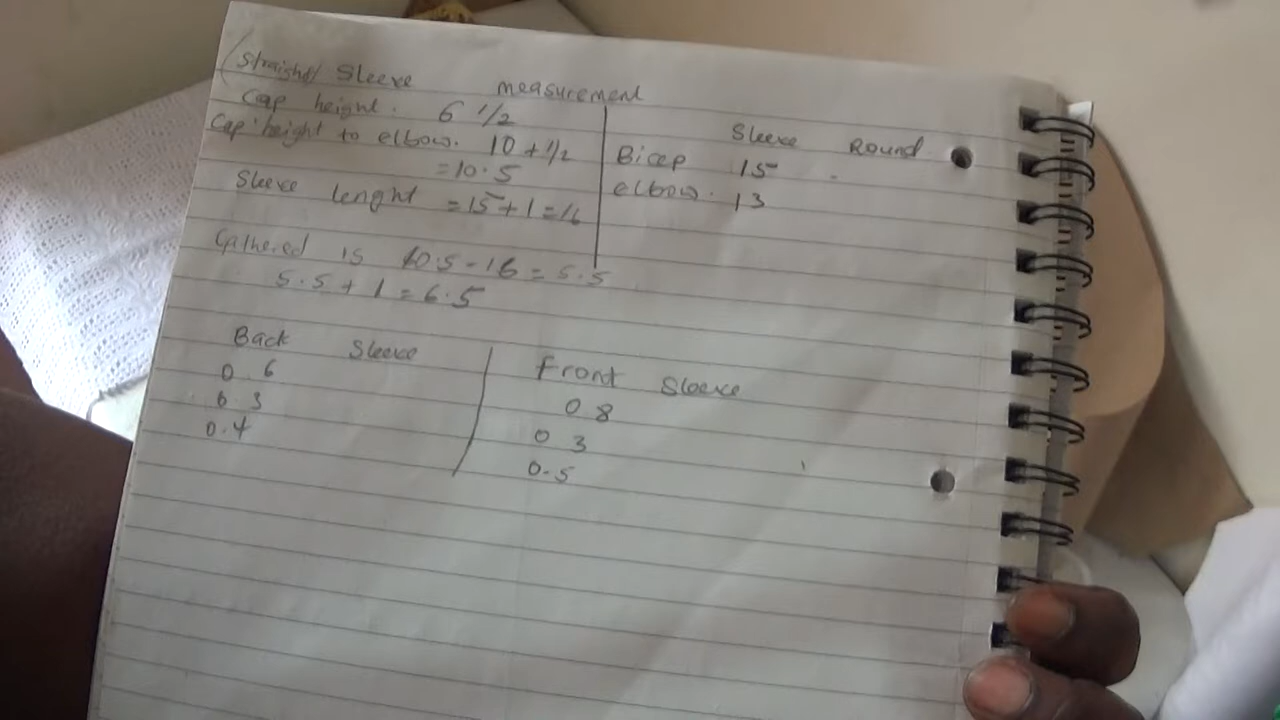 Straight/ Sleeve measurement
Cap height. 6 1/2
Cap height to elbow. 10 + 1/2
= 10.5
Sleeve lenght = 15 + 1 = 16
Sleeve Round
Bicep 15
elbow. 13
Gathered is 10.5 - 16 = 5.5
5.5 + 1 = 6.5
Back Sleeve
0.6
0.3
0.4
Front Sleeve
0 8
0 3
0.5